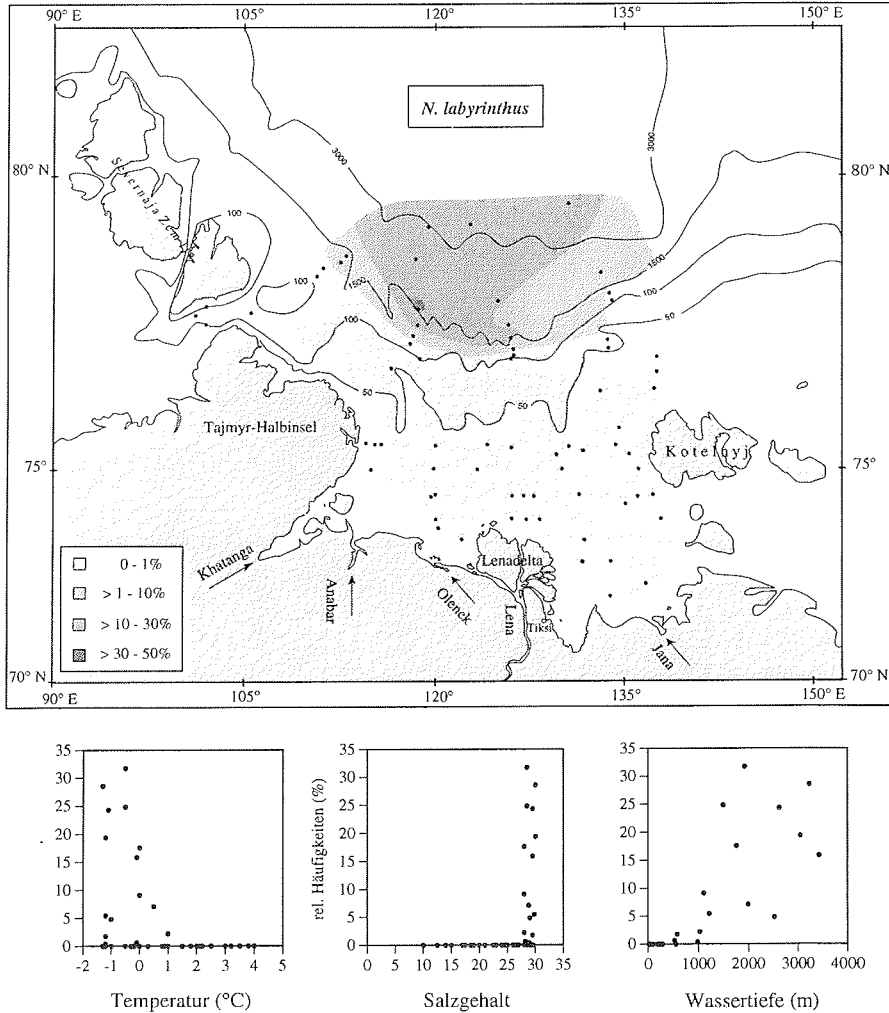 90° E
105°
120°
135°
150° E
N. labyrinthus
80° N
80° N
3000
3000
Sewernaja Zemlja
100
100
1500
1500
100
100
50
50
50
Tajmyr-Halbinsel
Kotelnyj
75°
75°
0 - 1%
> 1 - 10%
> 10 - 30%
> 30 - 50%
Khatanga
Anabar
Olenek
Lenadelta
Lena
Tiksi
Jana
70° N
70° N
90° E
105°
120°
135°
150° E
35
30
25
20
15
10
5
0
-2 -1 0 1 2 3 4 5
Temperatur (°C)
rel. Häufigkeiten (%)
35
30
25
20
15
10
5
0
0 5 10 15 20 25 30 35
Salzgehalt
35
30
25
20
15
10
5
0
0 1000 2000 3000 4000
Wassertiefe (m)